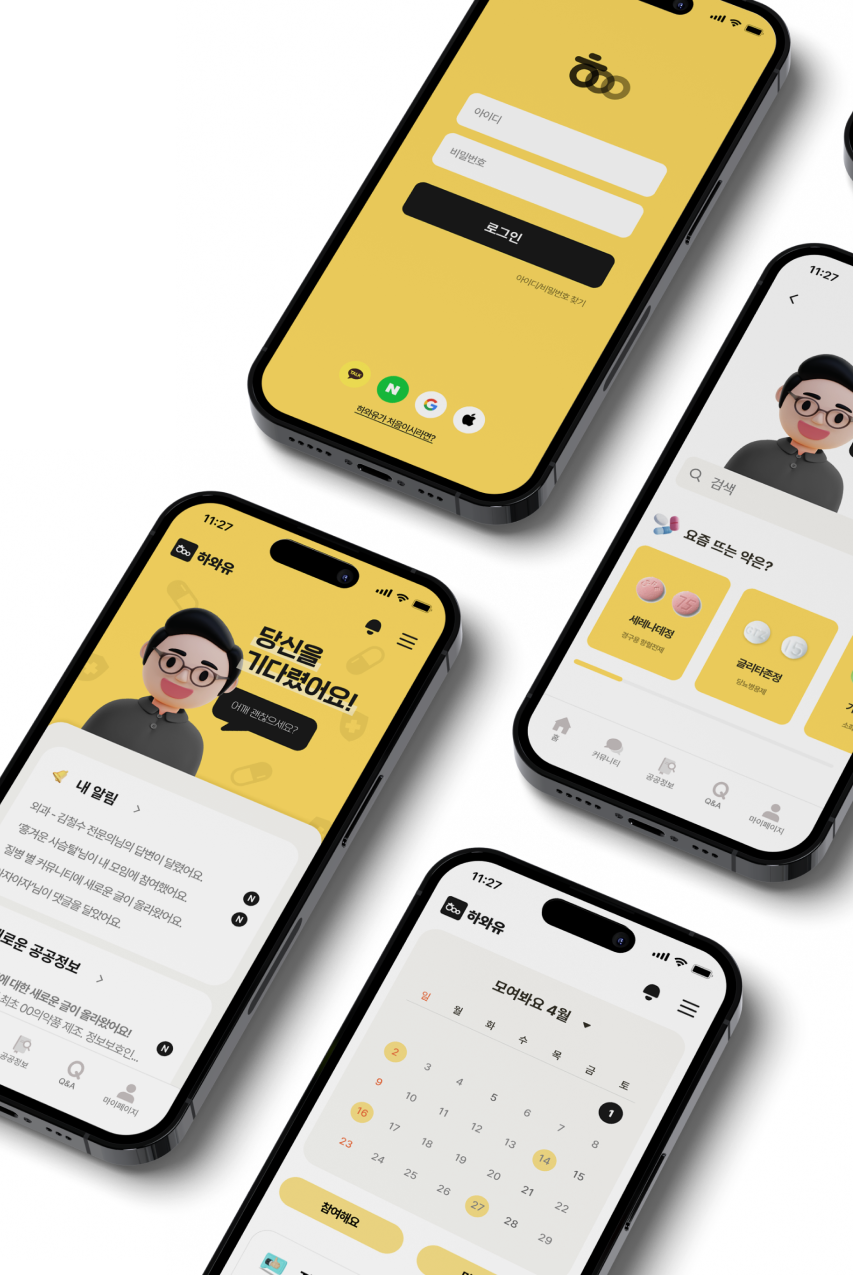 아이디
비밀번호
로그인
아이디/비밀번호 찾기
TALK
N
G
하와유가 처음이시라면?
11:27
검색
요즘 뜨는 약은?
75
15
세레나데정
경구용 항혈전제
글리타존정
당뇨병용제
홈
커뮤니티
공공정보
Q&A
마이페이지
11:27
하와유
당신을
기다렸어요!
어깨 괜찮으세요?
내 알림
외과 - 김철수 전문의님의 답변이 달렸어요.
'흥겨운 사슴탈'님이 내 모임에 참여했어요.
질병 별 커뮤니티에 새로운 글이 올라왔어요.
N
님이 댓글을 달았어요.
N
공공정보
에 대한 새로운 글이 올라왔어요!
최초 00의약품 제조, 정보보호인...
N
공공정보
Q&A
마이페이지
11:27
하와유
모여봐요 4월
일 월 화 수 목 금 토
1
2 3 4 5 6 7 8
9 10 11 12 13 14 15
16 17 18 19 20 21 22
23 24 25 26 27 28 29
참여해요